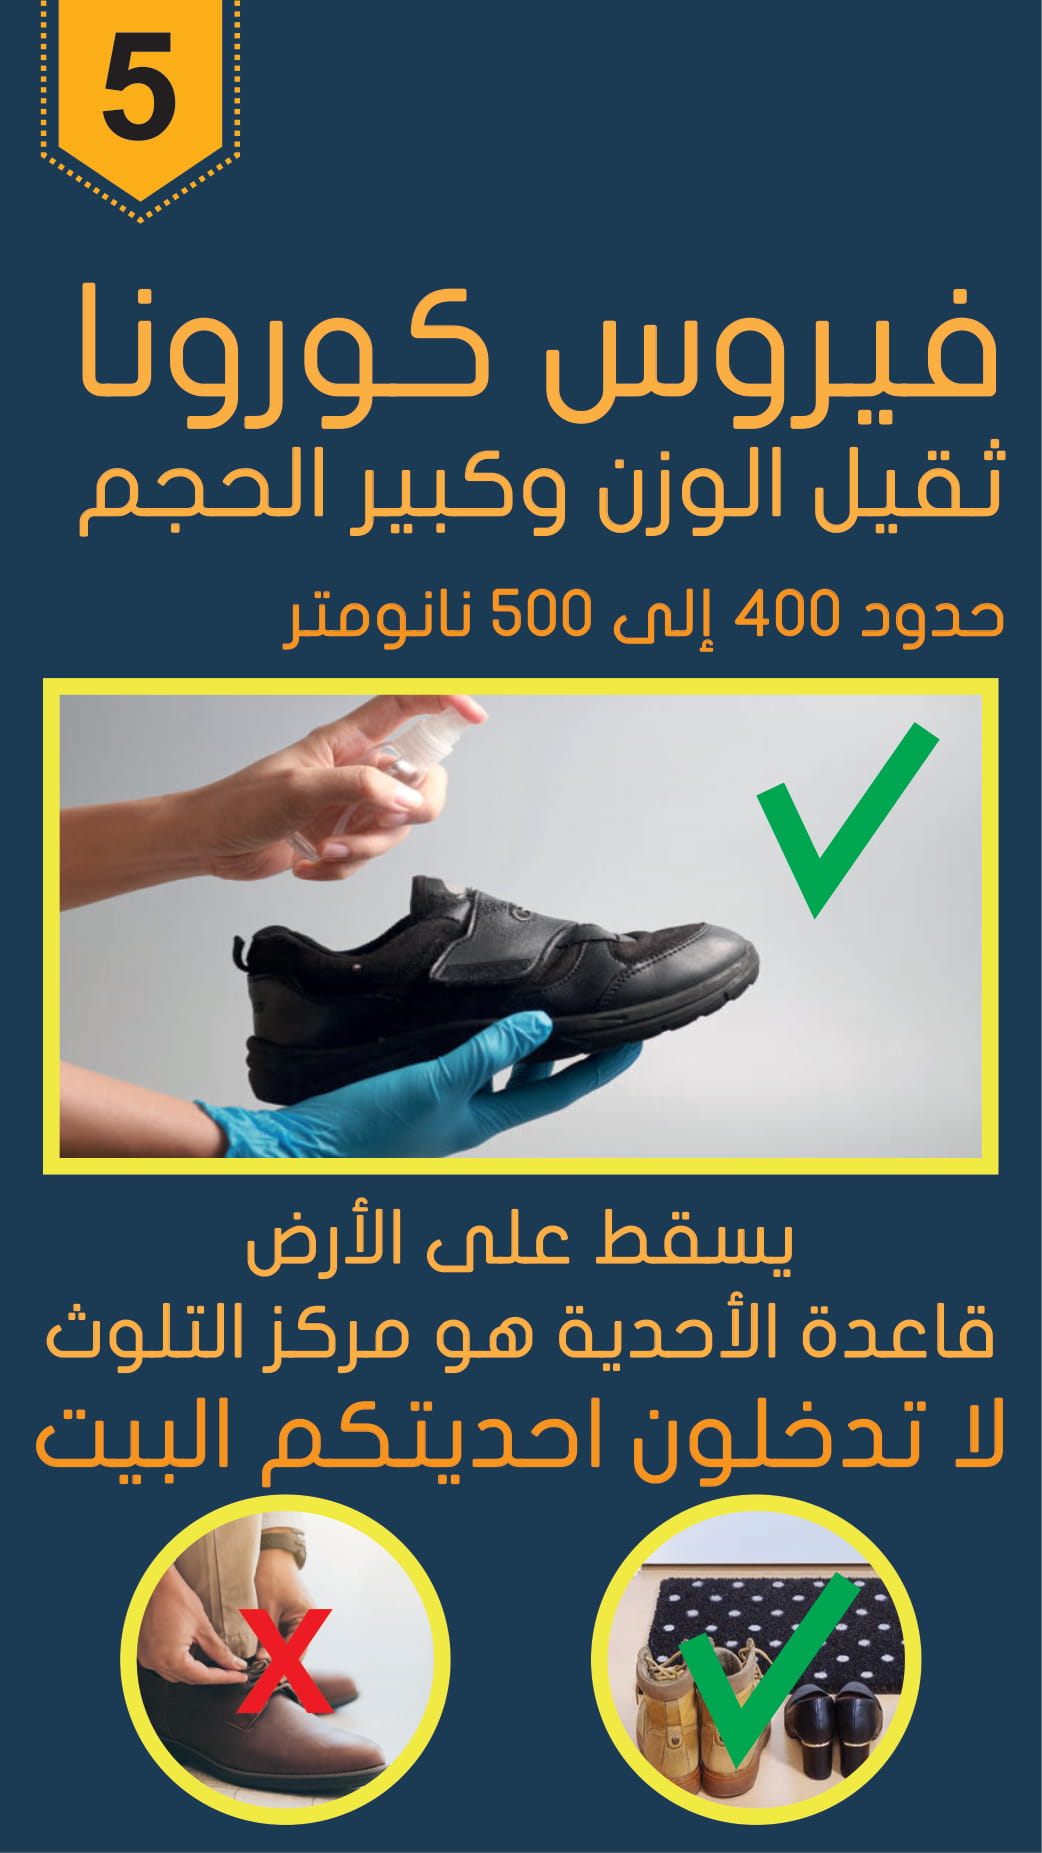 5
فيروس كورونا
ثقيل الوزن وكبير الحجم
حدود 400 إلى 500 نانومتر
يسقط على الأرض
قاعدة الأحدية هو مركز التلوث
لا تدخلون احديتكم البيت
X